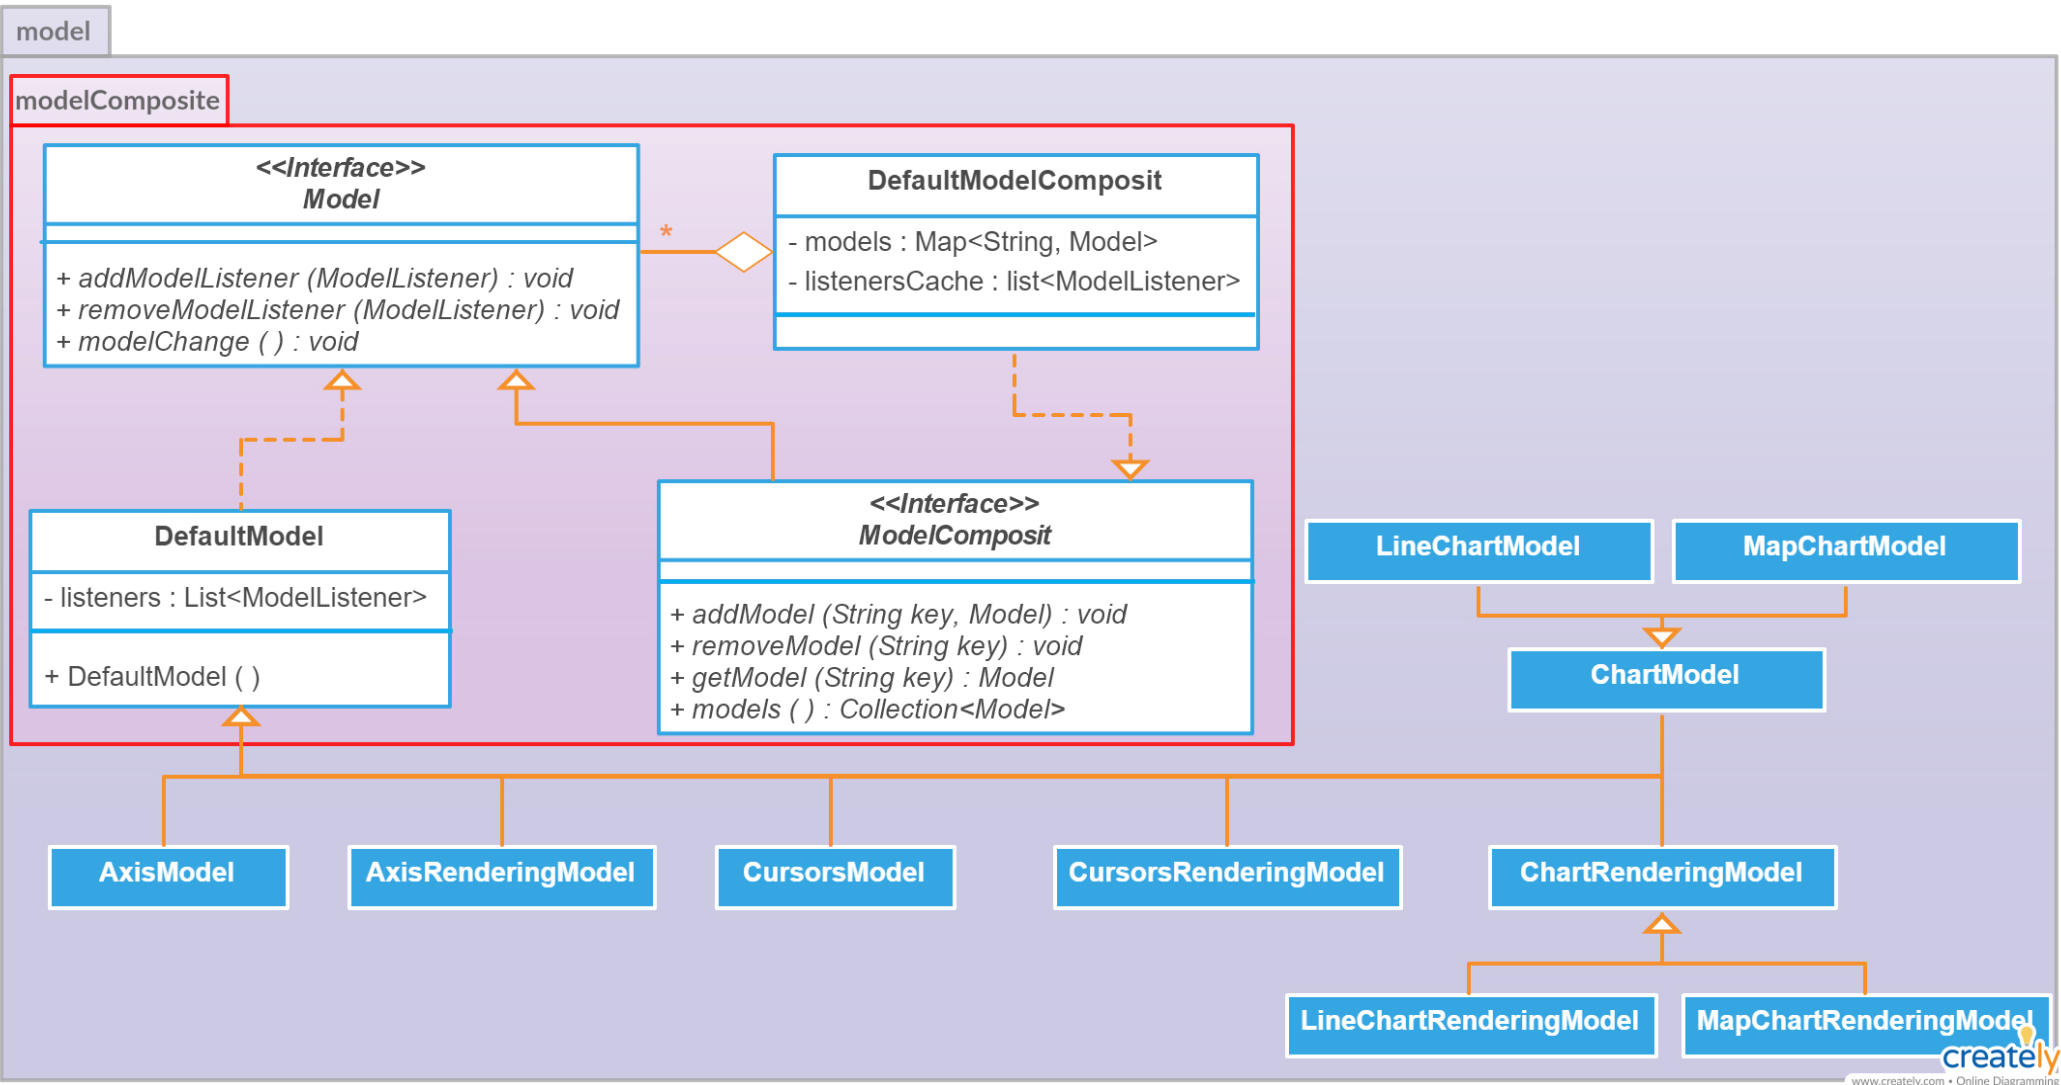 model
modelComposite
<<Interface>>
Model
+ addModelListener (ModelListener) : void
+ removeModelListener (ModelListener) : void
+ modelChange ( ) : void
*
DefaultModelComposit
- models : Map<String, Model>
- listenersCache : list<ModelListener>
DefaultModel
- listeners : List<ModelListener>
+ DefaultModel ( )
<<Interface>>
ModelComposit
+ addModel (String key, Model) : void
+ removeModel (String key) : void
+ getModel (String key) : Model
+ models ( ) : Collection<Model>
LineChartModel
MapChartModel
ChartModel
AxisModel
AxisRenderingModel
CursorsModel
CursorsRenderingModel
ChartRenderingModel
LineChartRenderingModel
MapChartRenderingModel
creately
www.creately.com • Online